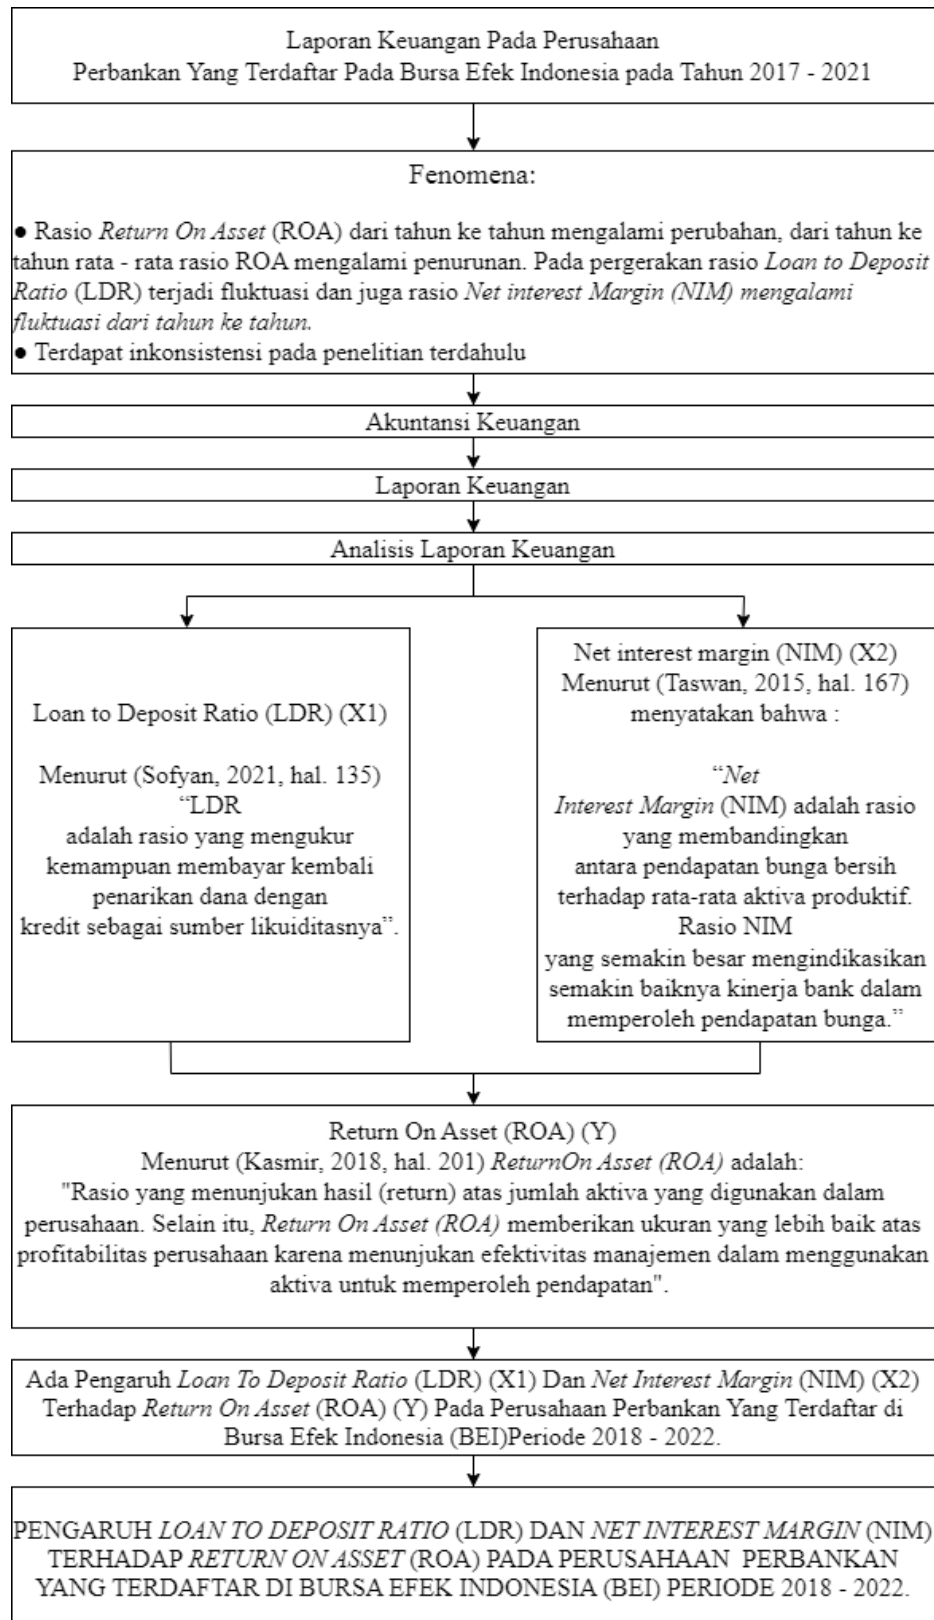 Laporan Keuangan Pada Perusahaan
Perbankan Yang Terdaftar Pada Bursa Efek Indonesia pada Tahun 2017 - 2021
Fenomena:
● Rasio Return On Asset (ROA) dari tahun ke tahun mengalami perubahan, dari tahun ke
tahun rata - rata rasio ROA mengalami penurunan. Pada pergerakan rasio Loan to Deposit
Ratio (LDR) terjadi fluktuasi dan juga rasio Net interest Margin (NIM) mengalami
fluktuasi dari tahun ke tahun.
● Terdapat inkonsistensi pada penelitian terdahulu
Akuntansi Keuangan
Laporan Keuangan
Analisis Laporan Keuangan
Loan to Deposit Ratio (LDR) (X1)
Menurut (Sofyan, 2021, hal. 135)
“LDR
adalah rasio yang mengukur
kemampuan membayar kembali
penarikan dana dengan
kredit sebagai sumber likuiditasnya”.
Net interest margin (NIM) (X2)
Menurut (Taswan, 2015, hal. 167)
menyatakan bahwa :
“Net
Interest Margin (NIM) adalah rasio
yang membandingkan
antara pendapatan bunga bersih
terhadap rata-rata aktiva produktif.
Rasio NIM
yang semakin besar mengindikasikan
semakin baiknya kinerja bank dalam
memperoleh pendapatan bunga.”
Return On Asset (ROA) (Y)
Menurut (Kasmir, 2018, hal. 201) ReturnOn Asset (ROA) adalah:
"Rasio yang menunjukan hasil (return) atas jumlah aktiva yang digunakan dalam
perusahaan. Selain itu, Return On Asset (ROA) memberikan ukuran yang lebih baik atas
profitabilitas perusahaan karena menunjukan efektivitas manajemen dalam menggunakan
aktiva untuk memperoleh pendapatan".
Ada Pengaruh Loan To Deposit Ratio (LDR) (X1) Dan Net Interest Margin (NIM) (X2)
Terhadap Return On Asset (ROA) (Y) Pada Perusahaan Perbankan Yang Terdaftar di
Bursa Efek Indonesia (BEI)Periode 2018 - 2022.
PENGARUH LOAN TO DEPOSIT RATIO (LDR) DAN NET INTEREST MARGIN (NIM)
TERHADAP RETURN ON ASSET (ROA) PADA PERUSAHAAN PERBANKAN
YANG TERDAFTAR DI BURSA EFEK INDONESIA (BEI) PERIODE 2018 - 2022.